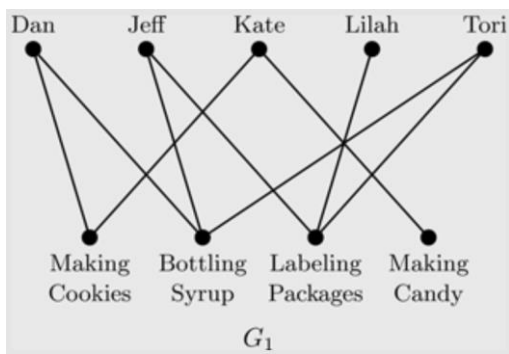 Dan Jeff Kate Lilah Tori
Making Bottling Labeling Making
Cookies Syrup Packages Candy
G1